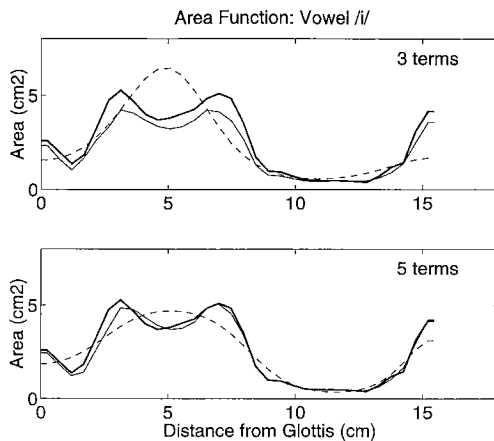 Area Function: Vowel /i/
3 terms
Area (cm2)
5
0
0
5
10
15
5 terms
Area (cm2)
5
0
0
5
10
15
Distance from Glottis (cm)